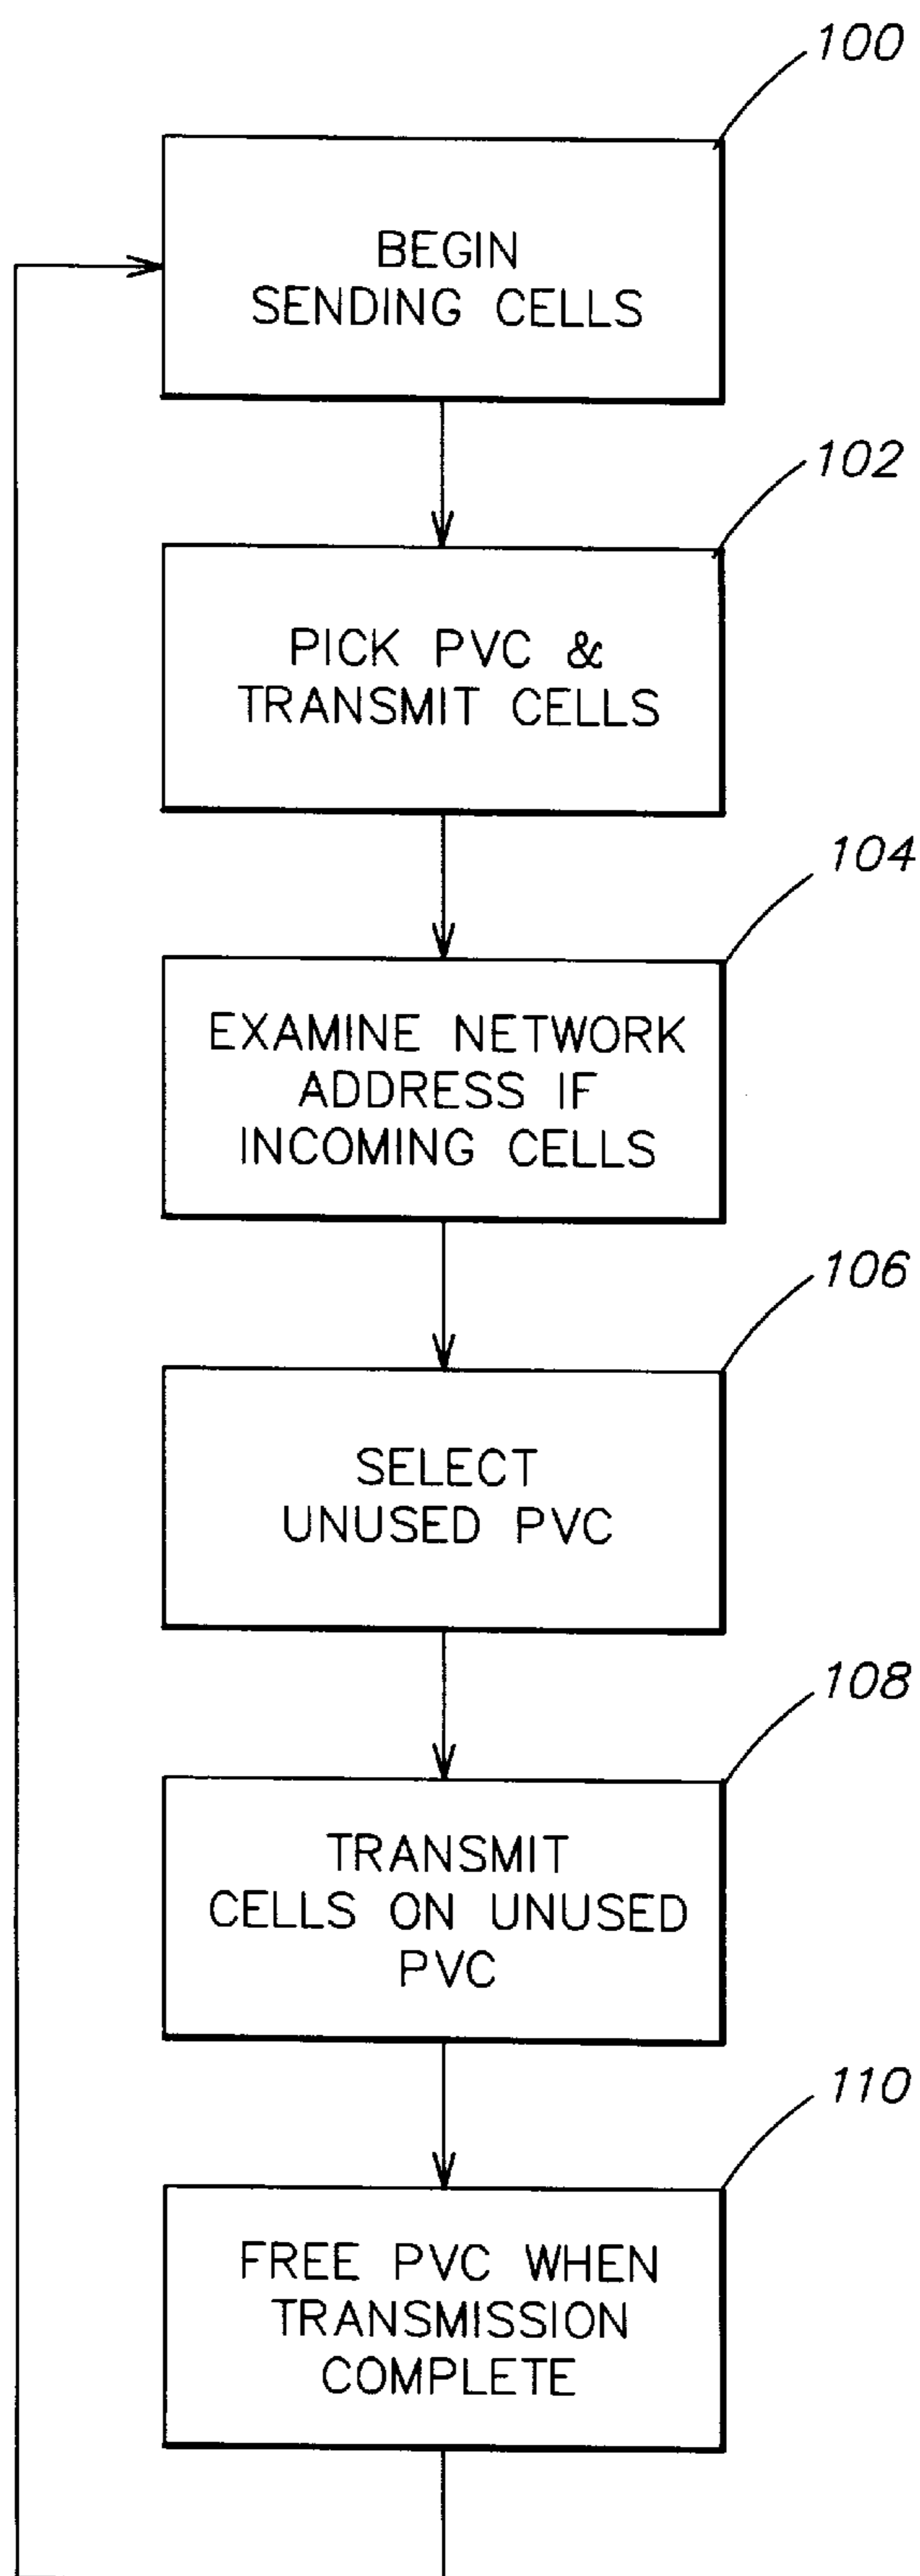 100
BEGIN
SENDING CELLS
102
PICK PVC &
TRANSMIT CELLS
104
EXAMINE NETWORK
ADDRESS IF
INCOMING CELLS
106
SELECT
UNUSED PVC
108
TRANSMIT
CELLS ON UNUSED
PVC
110
FREE PVC WHEN
TRANSMISSION
COMPLETE